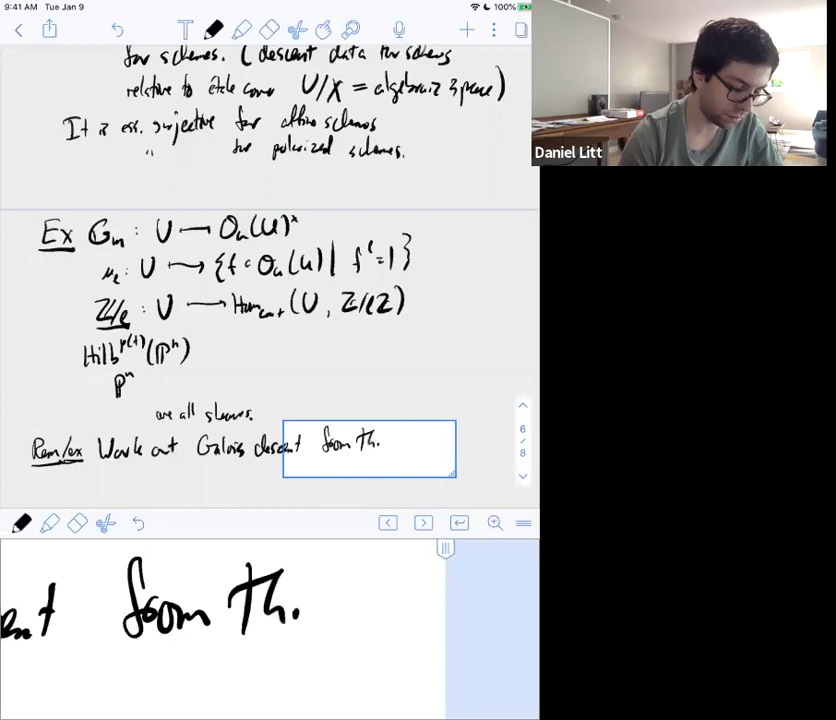 9:41 AM Tue Jan 9
100%
for schemes. (descent data for schemes
relative to étale cover U/X = algebraic space)
It is ess. surjective for affine schemes
" for polarized schemes.
Ex G_m : U ⟶ O_u(U)^x
μ_ℓ : U ⟼ {f ∈ O_u(U) | f^ℓ = 1}
Z/ℓ : U ⟶ Hom_cont(U, Z/ℓZ)
Hilb^p(t)(P^n)
P^n
are all sheaves.
Rem/ex Work out Galois descent from th.
6
/
8
ent from th.
Daniel Litt